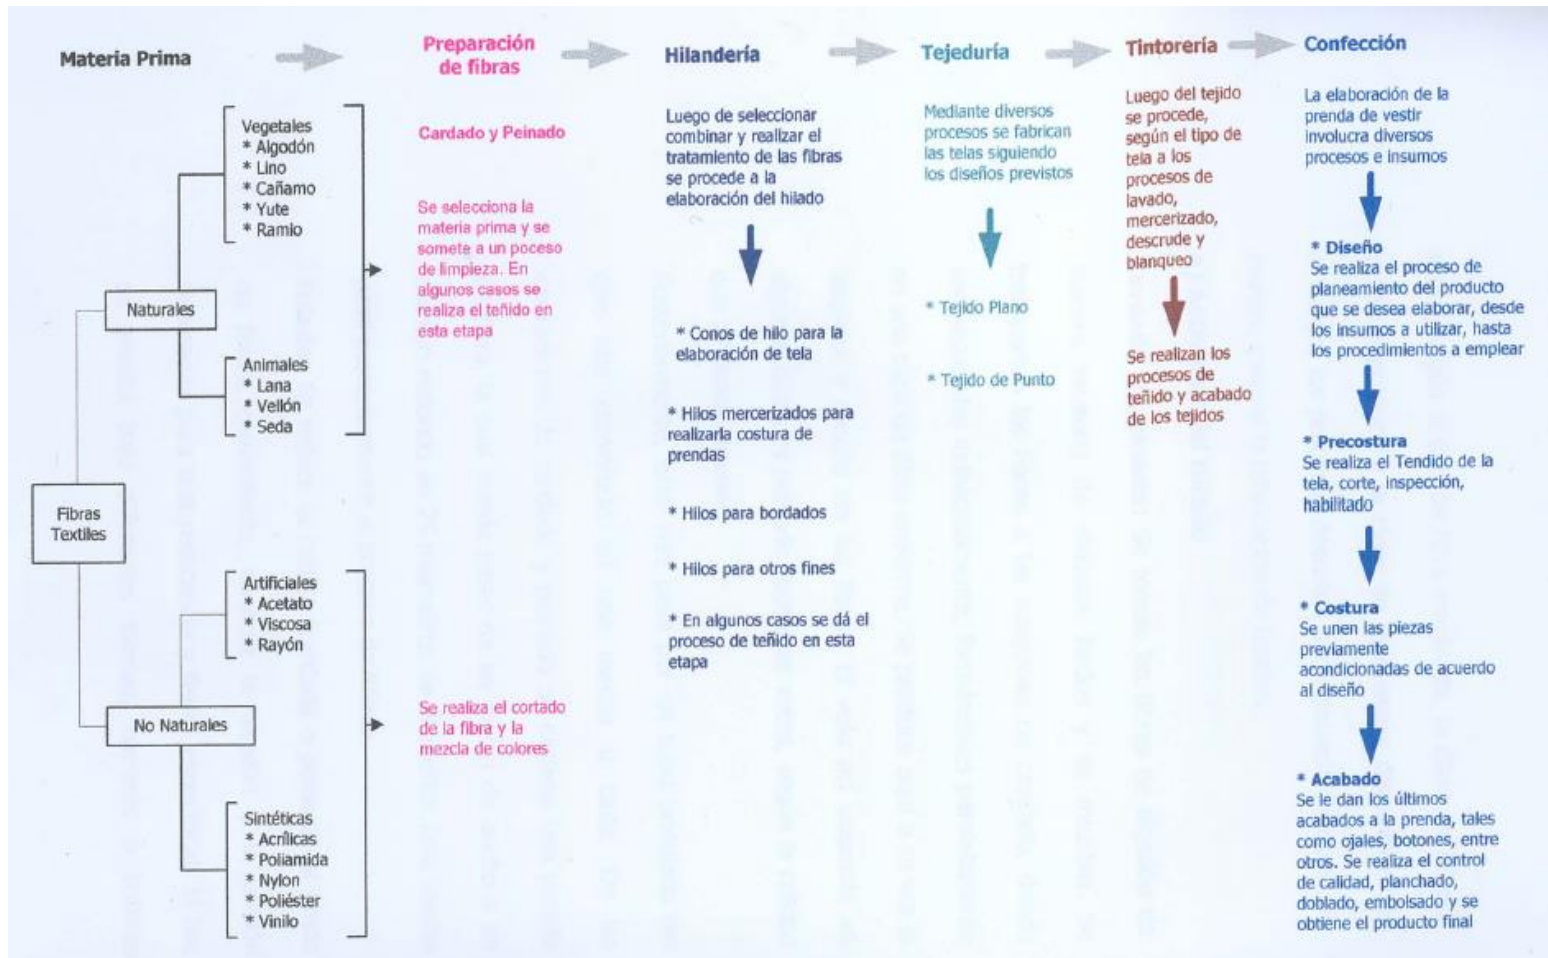 Materia Prima
Preparación
de fibras
Hilandería
Tejeduría
Tintorería
Confección
Fibras
Textiles
Naturales
Vegetales
* Algodón
* Lino
* Cañamo
* Yute
* Ramio
Animales
* Lana
* Vellón
* Seda
No Naturales
Artificiales
* Acetato
* Viscosa
* Rayón
Sintéticas
* Acrílicas
* Poliamida
* Nylon
* Poliéster
* Vinilo
Cardado y Peinado
Se selecciona la
materia prima y se
somete a un poceso
de limpieza. En
algunos casos se
realiza el teñido en
esta etapa
Se realiza el cortado
de la fibra y la
mezcla de colores
Luego de seleccionar
combinar y realizar el
tratamiento de las fibras
se procede a la
elaboración del hilado
* Conos de hilo para la
elaboración de tela
* Hilos mercerizados para
realizarla costura de
prendas
* Hilos para bordados
* Hilos para otros fines
* En algunos casos se dá el
proceso de teñido en esta
etapa
Mediante diversos
procesos se fabrican
las telas siguiendo
los diseños previstos
* Tejido Plano
* Tejido de Punto
Luego del tejido
se procede,
según el tipo de
tela a los
procesos de
lavado,
mercerizado,
descrude y
blanqueo
Se realizan los
procesos de
teñido y acabado
de los tejidos
La elaboración de la
prenda de vestir
involucra diversos
procesos e insumos
* Diseño
Se realiza el proceso de
planeamiento del producto
que se desea elaborar, desde
los insumos a utilizar, hasta
los procedimientos a emplear
* Precostura
Se realiza el Tendido de la
tela, corte, inspección,
habilitado
* Costura
Se unen las piezas
previamente
acondicionadas de acuerdo
al diseño
* Acabado
Se le dan los últimos
acabados a la prenda, tales
como ojales, botones, entre
otros. Se realiza el control
de calidad, planchado,
doblado, embolsado y se
obtiene el producto final